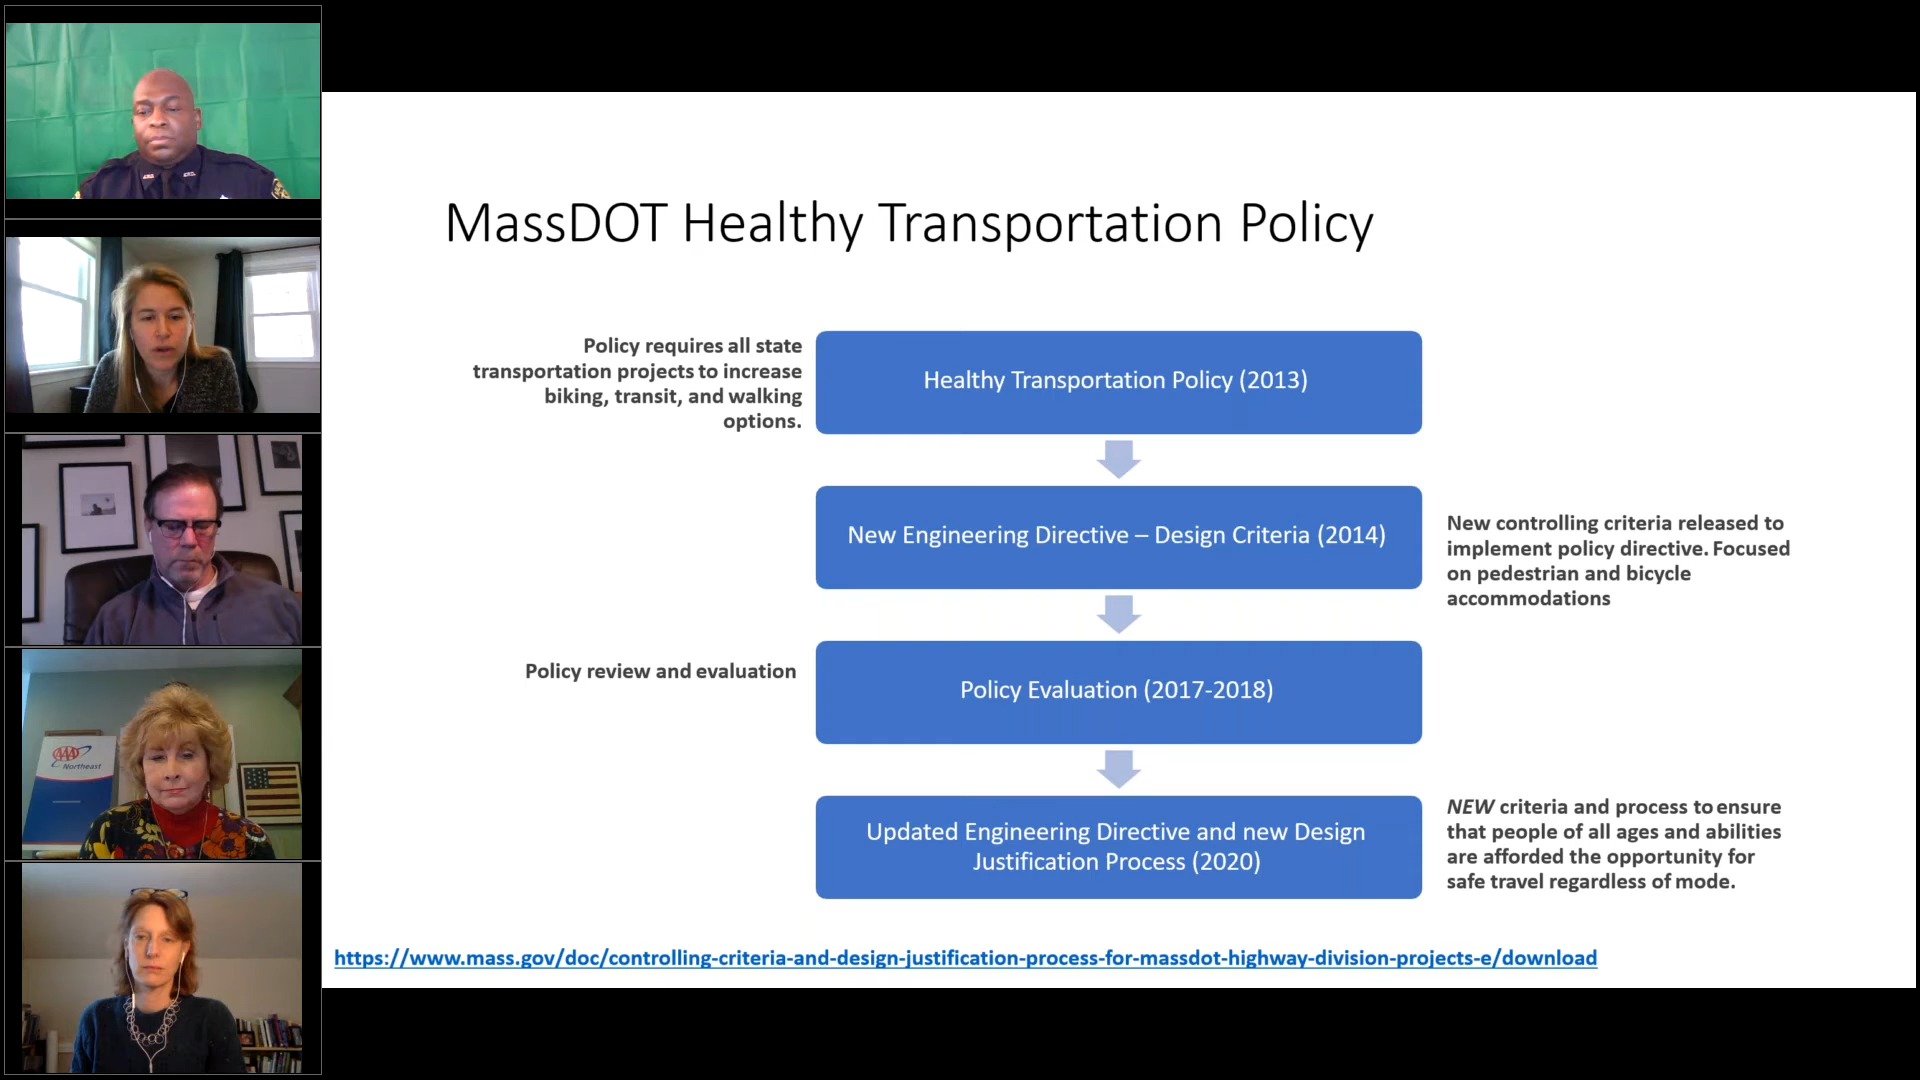 AAA
Northeast
MassDOT Healthy Transportation Policy
Policy requires all state
transportation projects to increase
biking, transit, and walking
options.
Healthy Transportation Policy (2013)
New Engineering Directive – Design Criteria (2014)
New controlling criteria released to
implement policy directive. Focused
on pedestrian and bicycle
accommodations
Policy review and evaluation
Policy Evaluation (2017-2018)
Updated Engineering Directive and new Design
Justification Process (2020)
NEW criteria and process to ensure
that people of all ages and abilities
are afforded the opportunity for
safe travel regardless of mode.
https://www.mass.gov/doc/controlling-criteria-and-design-justification-process-for-massdot-highway-division-projects-e/download